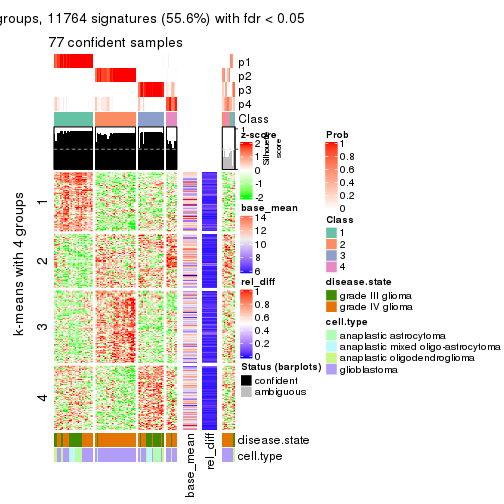 groups, 11764 signatures (55.6%) with fdr < 0.05
77 confident samples
p1
p2
p3
p4
Class
1
Silhouette
score
k-means with 4 groups
1
2
3
4
disease.state
cell.type
base_mean
rel_diff
z-score
2
1
0
-1
-2
base_mean
14
12
10
8
6
rel_diff
1
0.8
0.6
0.4
0.2
0
Status (barplots)
confident
ambiguous
Prob
1
0.8
0.6
0.4
0.2
0
Class
1
2
3
4
disease.state
grade III glioma
grade IV glioma
cell.type
anaplastic astrocytoma
anaplastic mixed oligo-astrocytoma
anaplastic oligodendroglioma
glioblastoma